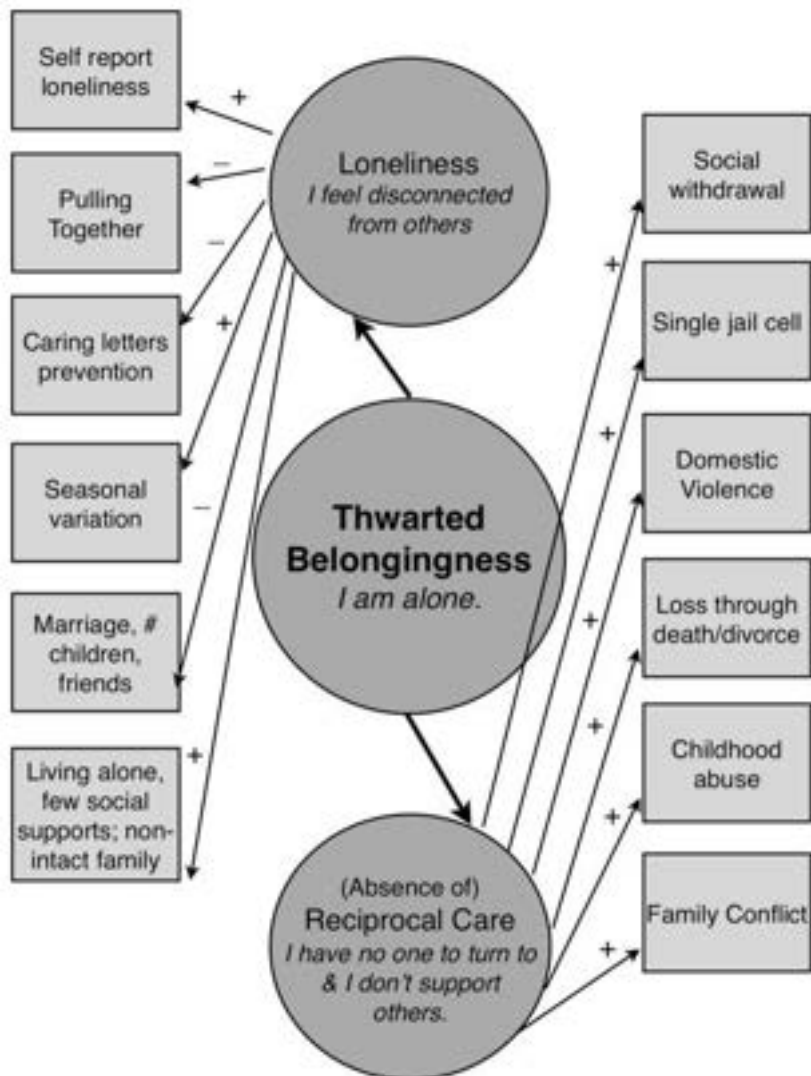 Self report
loneliness
+
Pulling
Together
–
Caring letters
prevention
–
Seasonal
variation
+
Marriage, #
children,
friends
–
Living alone,
few social
supports; non-
intact family
+
Loneliness
I feel disconnected
from others
Thwarted
Belongingness
I am alone.
(Absence of)
Reciprocal Care
I have no one to turn to
& I don't support
others.
Social
withdrawal
+
Single jail cell
+
Domestic
Violence
+
Loss through
death/divorce
+
Childhood
abuse
+
Family Conflict
+